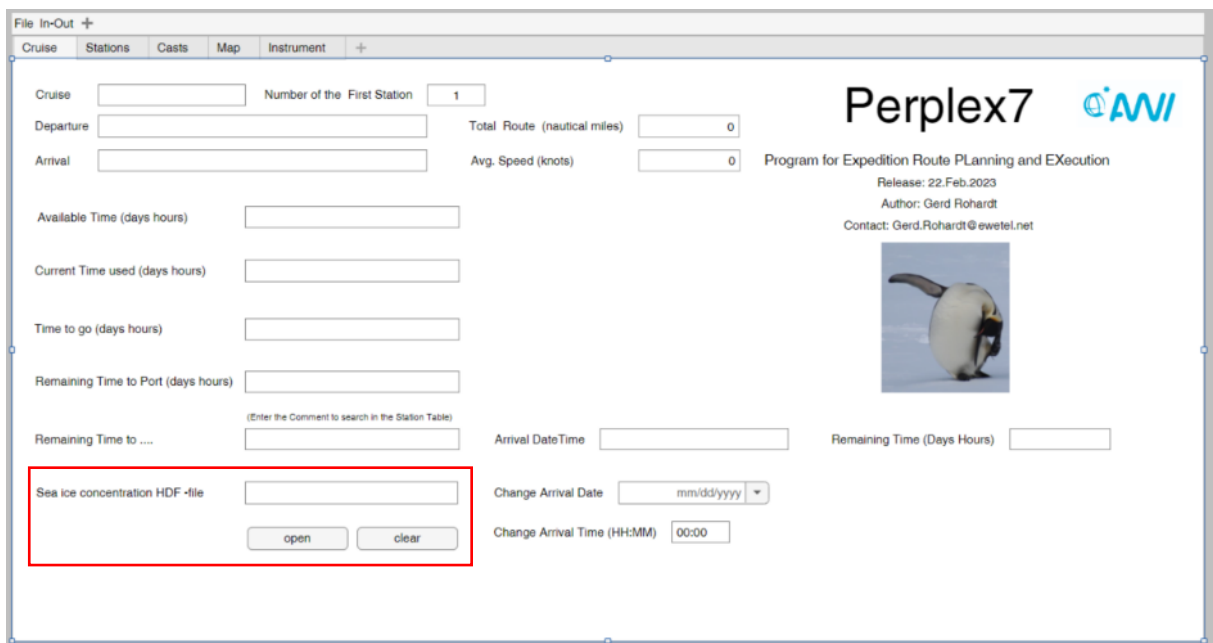 File In-Out +
Cruise Stations Casts Map Instrument +
Cruise Number of the First Station 1
Departure Total Route (nautical miles) 0
Arrival Avg. Speed (knots) 0
Perplex7 AWI
Program for Expedition Route PLanning and EXecution
Release: 22.Feb.2023
Author: Gerd Rohardt
Contact: Gerd.Rohardt@ewetel.net
Available Time (days hours)
Current Time used (days hours)
Time to go (days hours)
Remaining Time to Port (days hours)
(Enter the Comment to search in the Station Table)
Remaining Time to .... Arrival DateTime Remaining Time (Days Hours)
Sea ice concentration HDF -file Change Arrival Date mm/dd/yyyy
open clear Change Arrival Time (HH:MM) 00:00